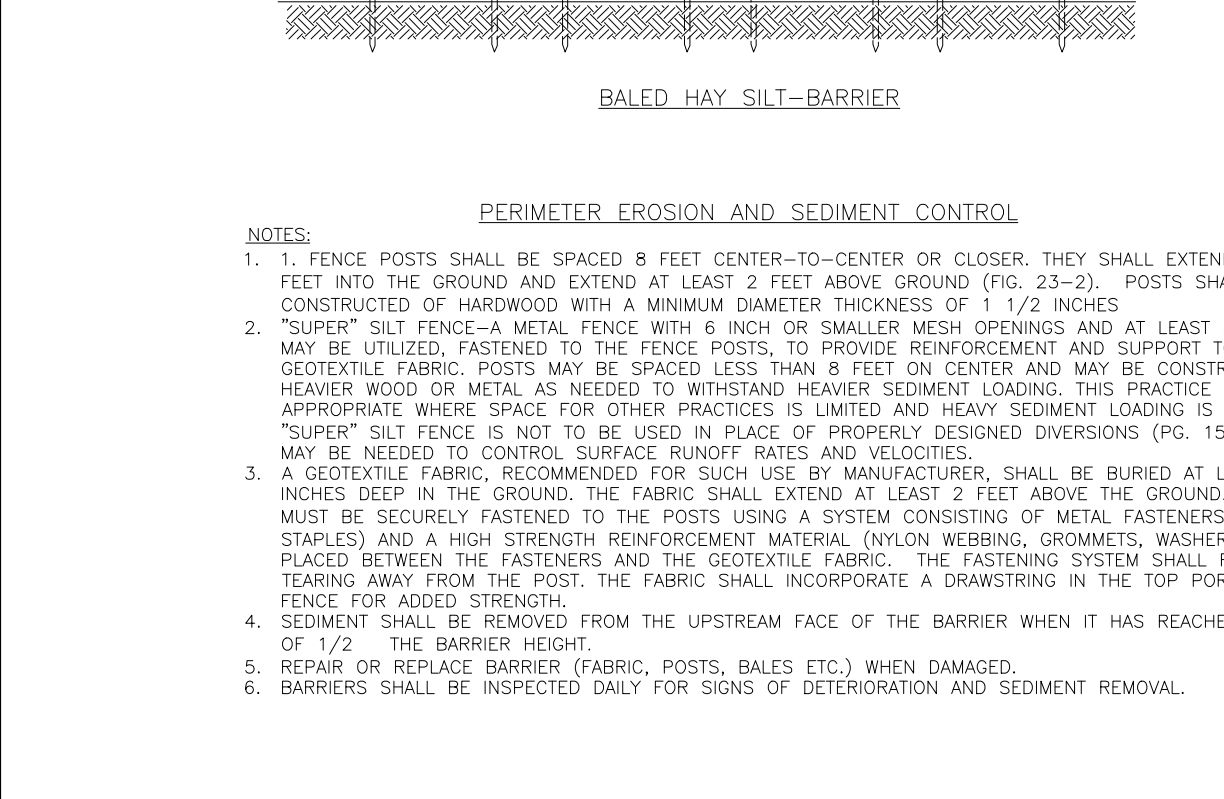 BALED HAY SILT-BARRIER
PERIMETER EROSION AND SEDIMENT CONTROL
NOTES:
1. 1. FENCE POSTS SHALL BE SPACED 8 FEET CENTER-TO-CENTER OR CLOSER. THEY SHALL EXTEN
FEET INTO THE GROUND AND EXTEND AT LEAST 2 FEET ABOVE GROUND (FIG. 23-2). POSTS SHA
CONSTRUCTED OF HARDWOOD WITH A MINIMUM DIAMETER THICKNESS OF 1 1/2 INCHES
2. "SUPER" SILT FENCE-A METAL FENCE WITH 6 INCH OR SMALLER MESH OPENINGS AND AT LEAST
MAY BE UTILIZED, FASTENED TO THE FENCE POSTS, TO PROVIDE REINFORCEMENT AND SUPPORT TO
GEOTEXTILE FABRIC. POSTS MAY BE SPACED LESS THAN 8 FEET ON CENTER AND MAY BE CONSTR
HEAVIER WOOD OR METAL AS NEEDED TO WITHSTAND HEAVIER SEDIMENT LOADING. THIS PRACTICE
APPROPRIATE WHERE SPACE FOR OTHER PRACTICES IS LIMITED AND HEAVY SEDIMENT LOADING IS
"SUPER" SILT FENCE IS NOT TO BE USED IN PLACE OF PROPERLY DESIGNED DIVERSIONS (PG. 15
MAY BE NEEDED TO CONTROL SURFACE RUNOFF RATES AND VELOCITIES.
3. A GEOTEXTILE FABRIC, RECOMMENDED FOR SUCH USE BY MANUFACTURER, SHALL BE BURIED AT L
INCHES DEEP IN THE GROUND. THE FABRIC SHALL EXTEND AT LEAST 2 FEET ABOVE THE GROUND.
MUST BE SECURELY FASTENED TO THE POSTS USING A SYSTEM CONSISTING OF METAL FASTENERS
STAPLES) AND A HIGH STRENGTH REINFORCEMENT MATERIAL (NYLON WEBBING, GROMMETS, WASHER
PLACED BETWEEN THE FASTENERS AND THE GEOTEXTILE FABRIC. THE FASTENING SYSTEM SHALL
TEARING AWAY FROM THE POST. THE FABRIC SHALL INCORPORATE A DRAWSTRING IN THE TOP POR
FENCE FOR ADDED STRENGTH.
4. SEDIMENT SHALL BE REMOVED FROM THE UPSTREAM FACE OF THE BARRIER WHEN IT HAS REACHE
OF 1/2 THE BARRIER HEIGHT.
5. REPAIR OR REPLACE BARRIER (FABRIC, POSTS, BALES ETC.) WHEN DAMAGED.
6. BARRIERS SHALL BE INSPECTED DAILY FOR SIGNS OF DETERIORATION AND SEDIMENT REMOVAL.